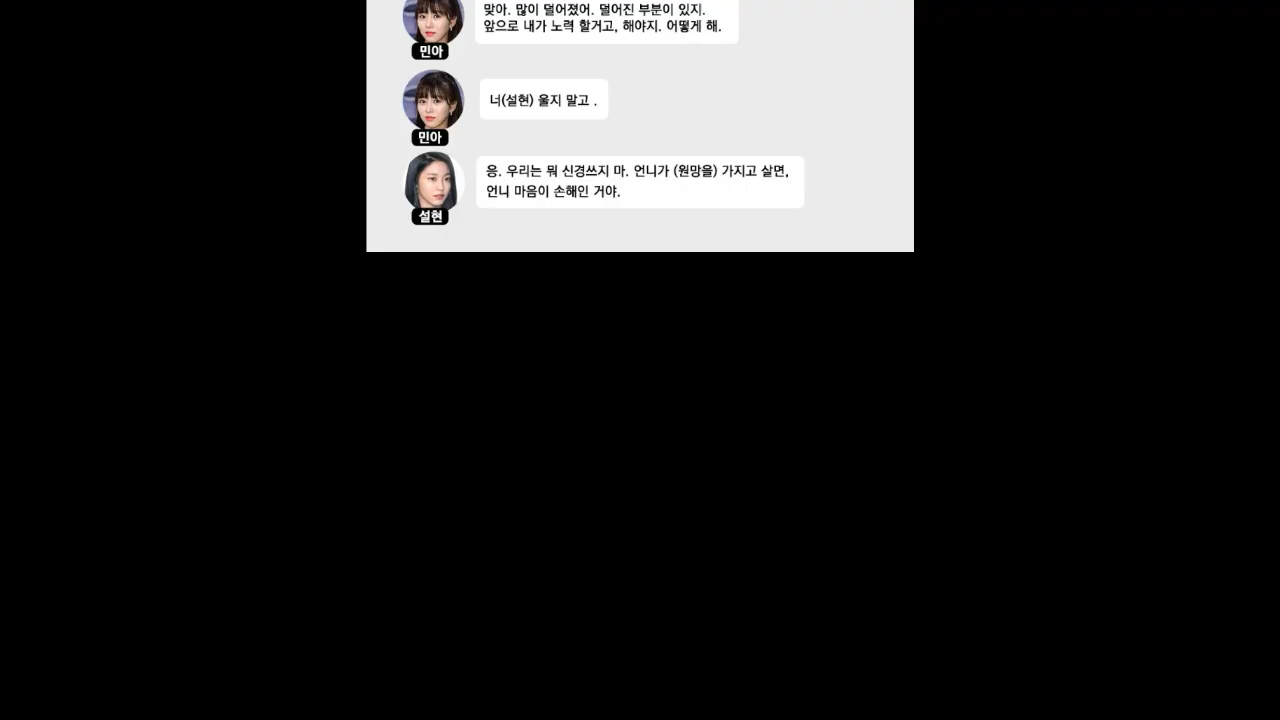 맞아. 많이 덜어졌어. 덜어진 부분이 있지.
앞으로 내가 노력 할거고, 해야지. 어떻게 해.
민아
너(설현) 울지 말고 .
민아
응. 우리는 뭐 신경쓰지 마. 언니가 (원망을) 가지고 살면,
언니 마음이 손해인 거야.
설현